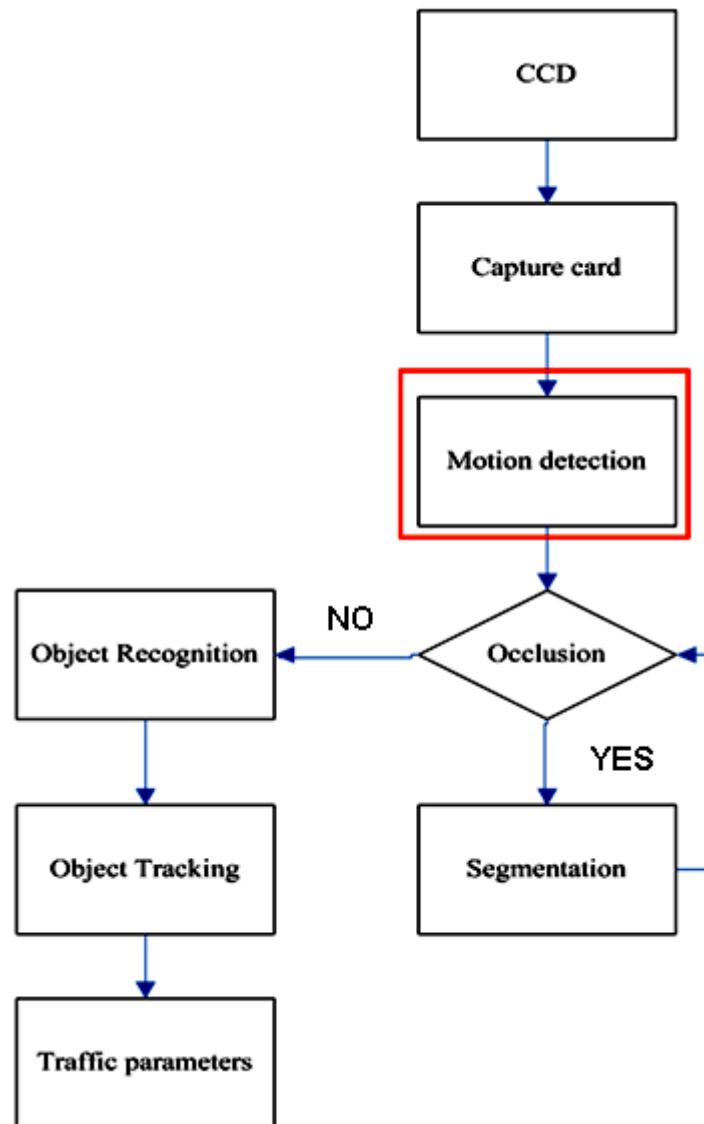 CCD
Capture card
Motion detection
NO
Object Recognition
Occlusion
YES
Object Tracking
Segmentation
Traffic parameters